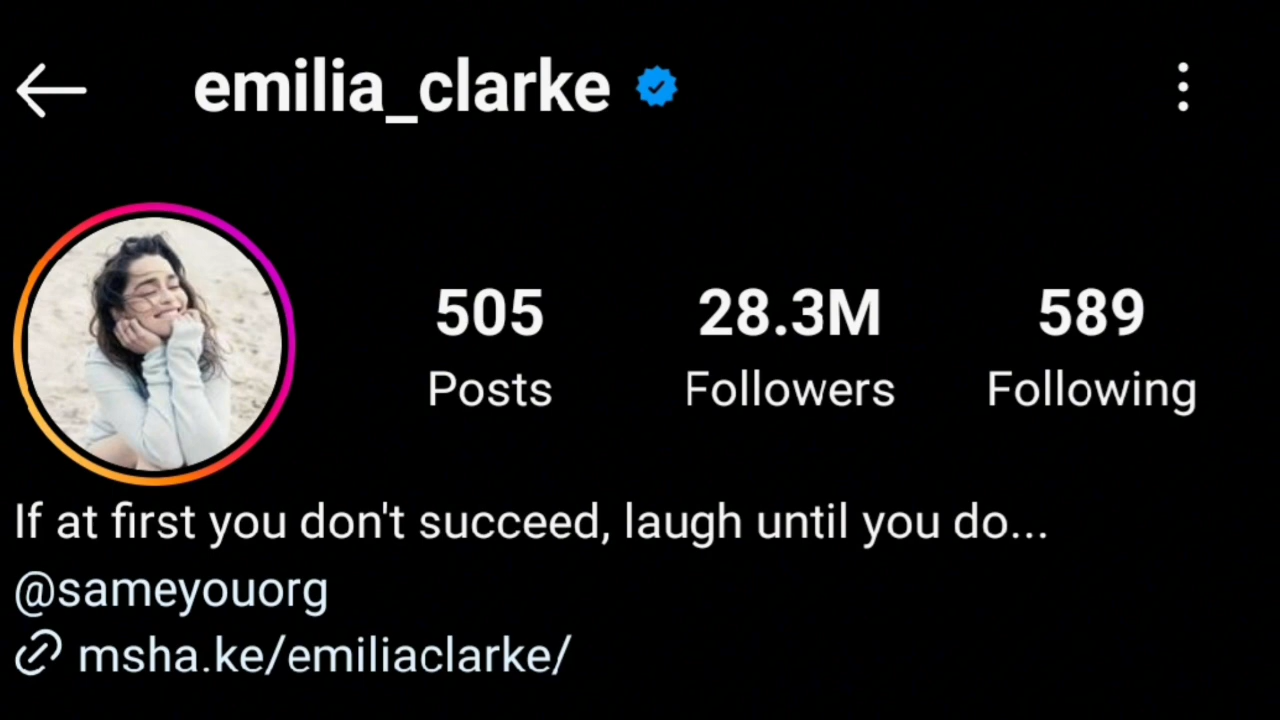 emilia_clarke
505 28.3M 589
Posts Followers Following
If at first you don't succeed, laugh until you do...
@sameyouorg
msha.ke/emiliaclarke/